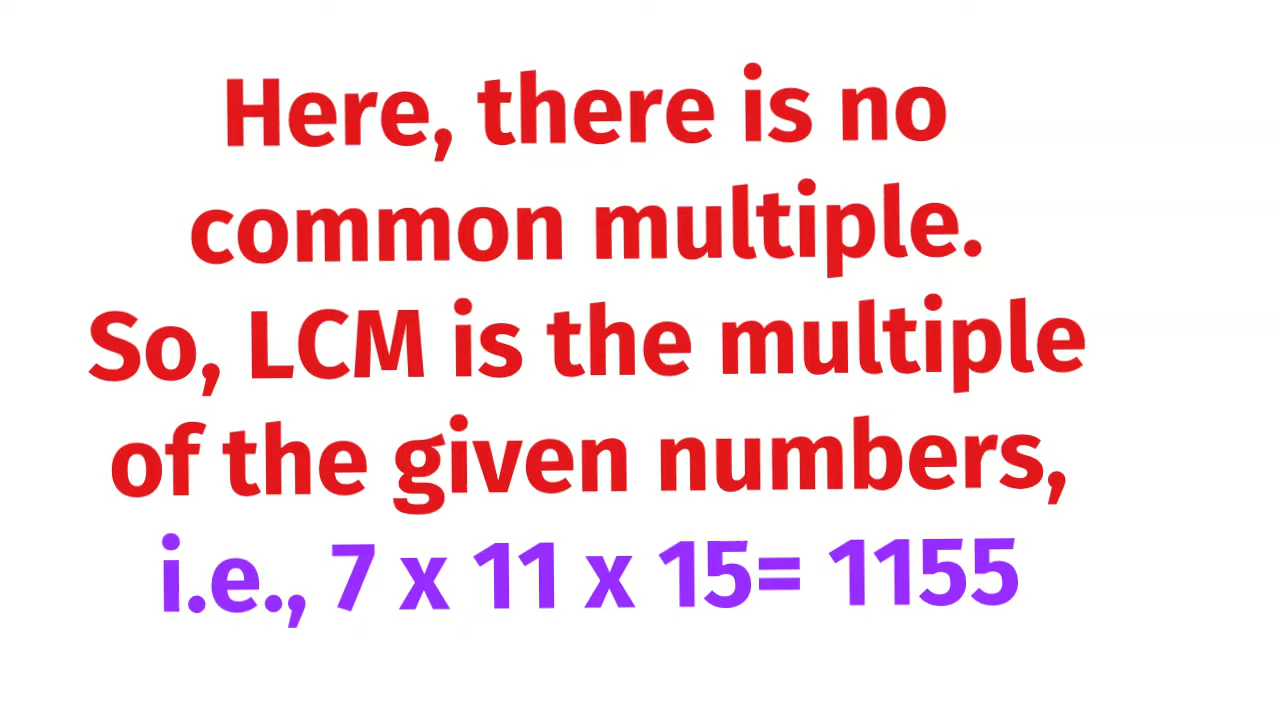 Here, there is no
common multiple.
So, LCM is the multiple
of the given numbers,
i.e., 7 x 11 x 15= 1155